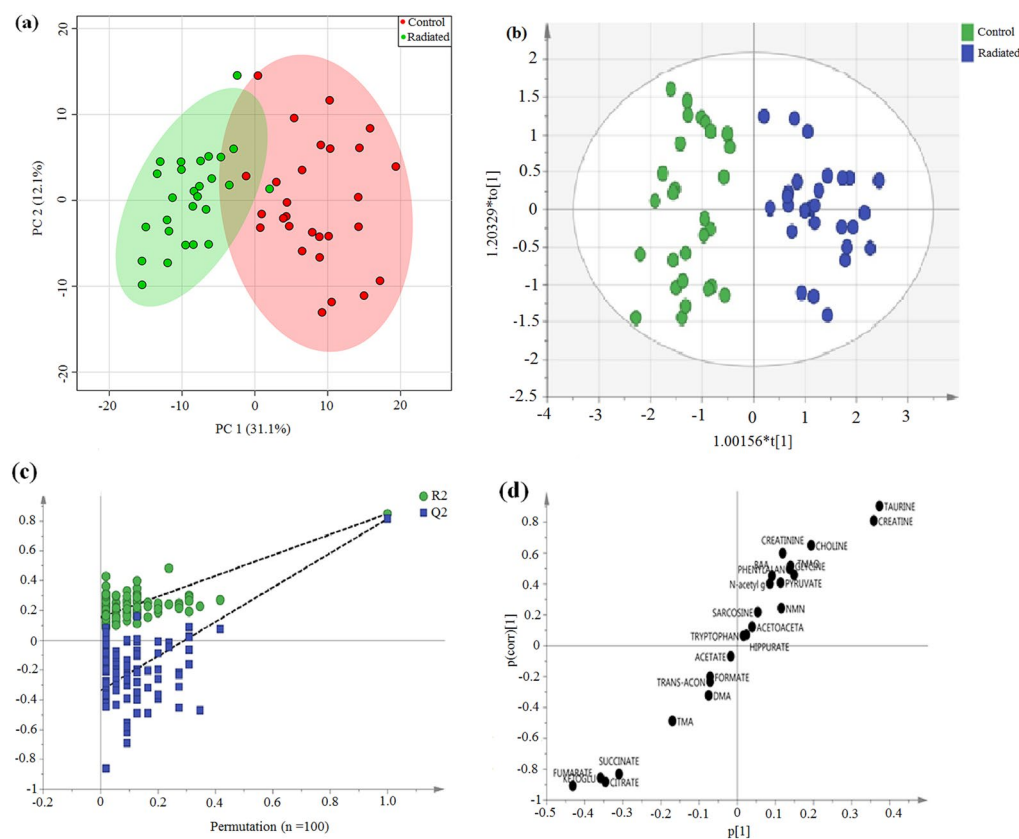 (a)
Control
Radiated
20
10
0
-10
-20
PC 2 (12.1%)
-20
-10
0
10
20
PC 1 (31.1%)
(b)
Control
Radiated
2
1.5
1
0.5
0
-0.5
-1
-1.5
-2
-2.5
1.20329*to[1]
-4
-3
-2
-1
0
1
2
3
1.00156*t[1]
(c)
R2
Q2
0.8
0.6
0.4
0.2
0
-0.2
-0.4
-0.6
-0.8
-1
-0.2
0
0.2
0.4
0.6
0.8
1.0
Permutation (n =100)
(d)
0.8
0.6
0.4
0.2
0
-0.2
-0.4
-0.6
-0.8
-1
p(corr)[1]
TAURINE
CREATINE
CREATININE
CHOLINE
TMAO
PHENYLALAN
GLYCINE
N-acetyl g
PYRUVATE
SARCOSINE
NMN
ACETOACETA
TRYPTOPHAN
HIPPURATE
ACETATE
FORMATE
TRANS-ACON
DMA
TMA
SUCCINATE
FUMARATE
KETOGLU
CITRATE
-0.5
-0.4
-0.3
-0.2
-0.1
0
0.1
0.2
0.3
0.4
p[1]